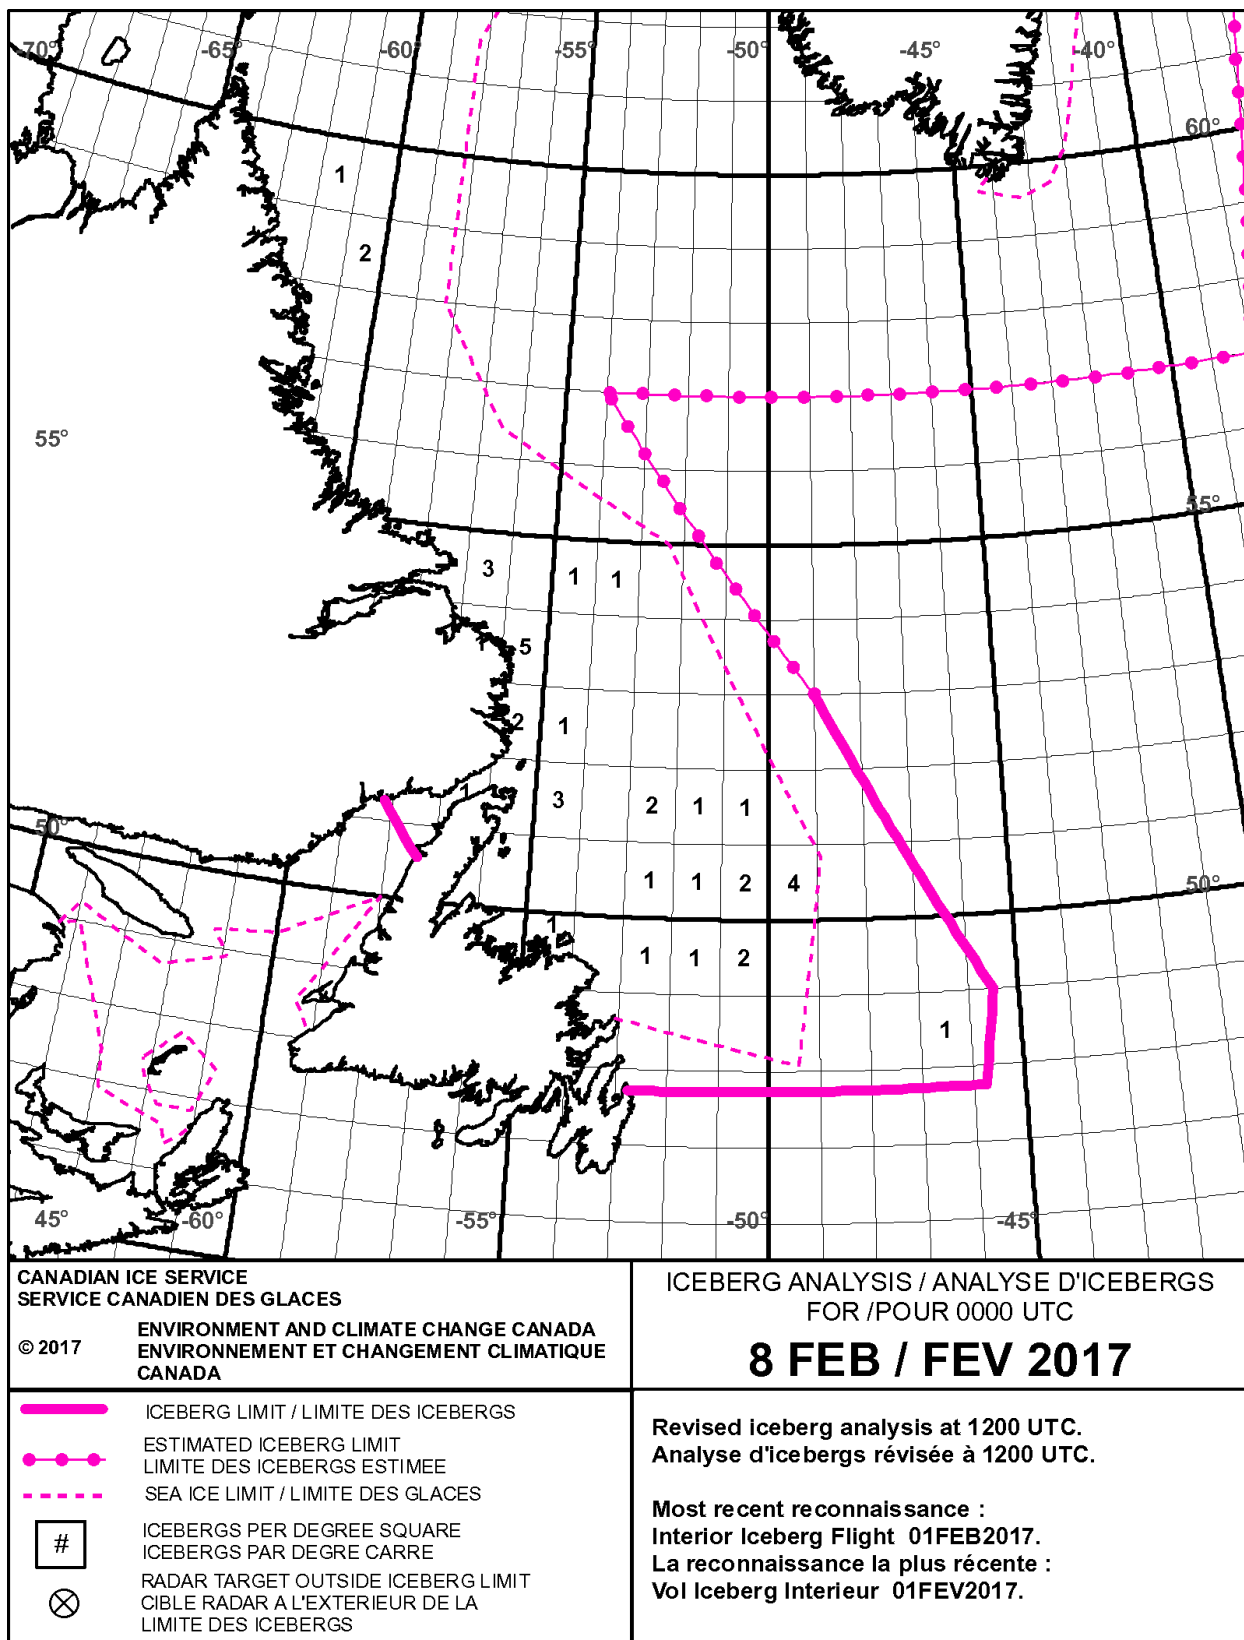 -70° -65° -60° -55° -50° -45° -40°
60°
1
2
55°
55°
3 1 1
1 5
2 1
1 3 2 1 1
50°
1 1 2 4 50°
1
1 1 2
1
45° -60° -55° -50° -45°
CANADIAN ICE SERVICE
SERVICE CANADIEN DES GLACES
© 2017
ENVIRONMENT AND CLIMATE CHANGE CANADA
ENVIRONNEMENT ET CHANGEMENT CLIMATIQUE
CANADA
ICEBERG ANALYSIS / ANALYSE D'ICEBERGS
FOR /POUR 0000 UTC
8 FEB / FEV 2017
ICEBERG LIMIT / LIMITE DES ICEBERGS
ESTIMATED ICEBERG LIMIT
LIMITE DES ICEBERGS ESTIMEE
SEA ICE LIMIT / LIMITE DES GLACES
#
ICEBERGS PER DEGREE SQUARE
ICEBERGS PAR DEGRE CARRE
RADAR TARGET OUTSIDE ICEBERG LIMIT
CIBLE RADAR A L'EXTERIEUR DE LA
LIMITE DES ICEBERGS
Revised iceberg analysis at 1200 UTC.
Analyse d'icebergs révisée à 1200 UTC.
Most recent reconnaissance :
Interior Iceberg Flight 01FEB2017.
La reconnaissance la plus récente :
Vol Iceberg Interieur 01FEV2017.